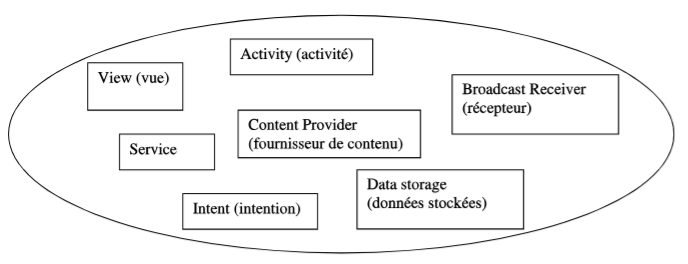 Activity (activité)
View (vue)
Broadcast Receiver
(récepteur)
Content Provider
(fournisseur de contenu)
Service
Data storage
(données stockées)
Intent (intention)